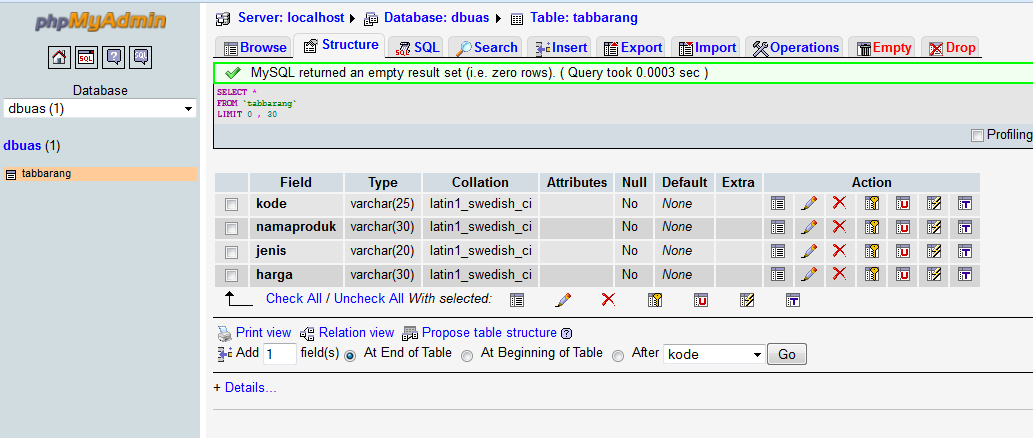 phpMyAdmin
SQL
Database
dbuas (1)
dbuas (1)
tabbarang
Server: localhost Database: dbuas Table: tabbarang
Browse Structure SQL Search Insert Export Import Operations Empty Drop
MySQL returned an empty result set (i.e. zero rows). ( Query took 0.0003 sec )
SELECT *
FROM `tabbarang`
LIMIT 0 , 30
Profiling
Field Type Collation Attributes Null Default Extra Action
kode varchar(25) latin1_swedish_ci No None
namaproduk varchar(30) latin1_swedish_ci No None
jenis varchar(20) latin1_swedish_ci No None
harga varchar(30) latin1_swedish_ci No None
Check All / Uncheck All With selected:
Print view Relation view Propose table structure
Add 1 field(s) At End of Table At Beginning of Table After kode Go
+ Details...